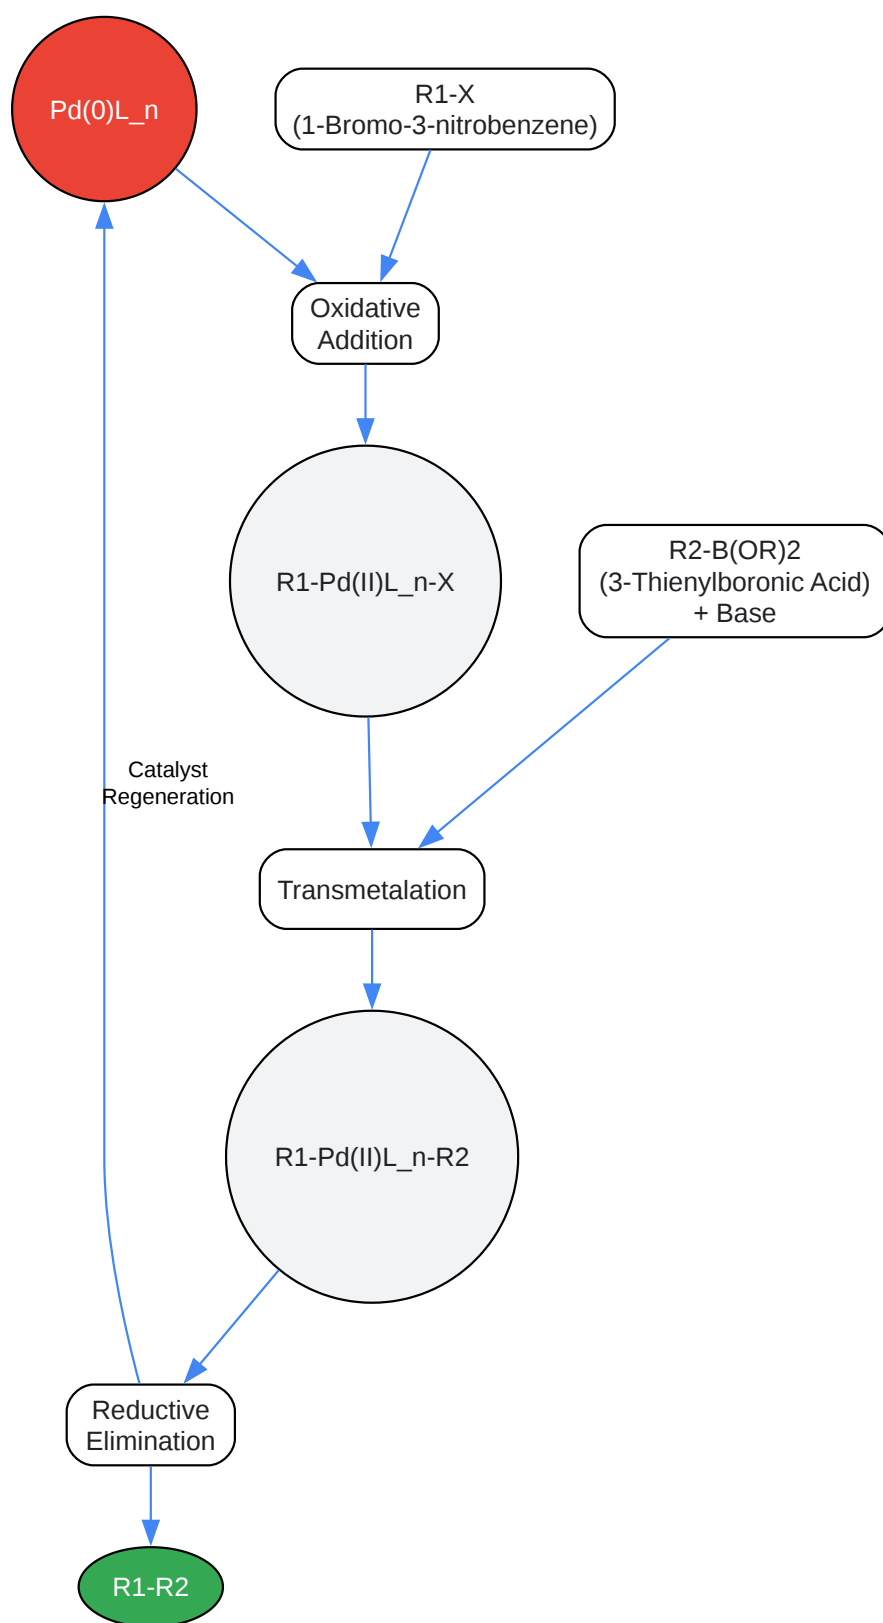 Pd(0)L_n
R1-X
(1-Bromo-3-nitrobenzene)
Oxidative
Addition
R1-Pd(II)L_n-X
R2-B(OR)2
(3-Thienylboronic Acid)
+ Base
Catalyst
Regeneration
Transmetalation
R1-Pd(II)L_n-R2
Reductive
Elimination
R1-R2